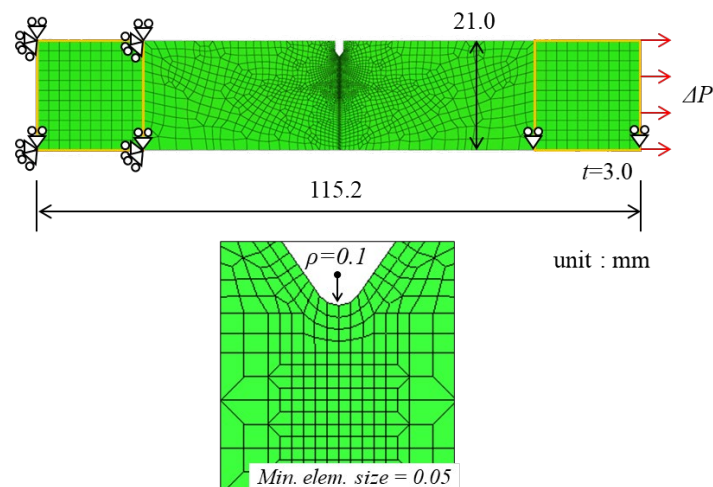 21.0
ΔP
t=3.0
115.2
unit : mm
ρ=0.1
Min. elem. size = 0.05